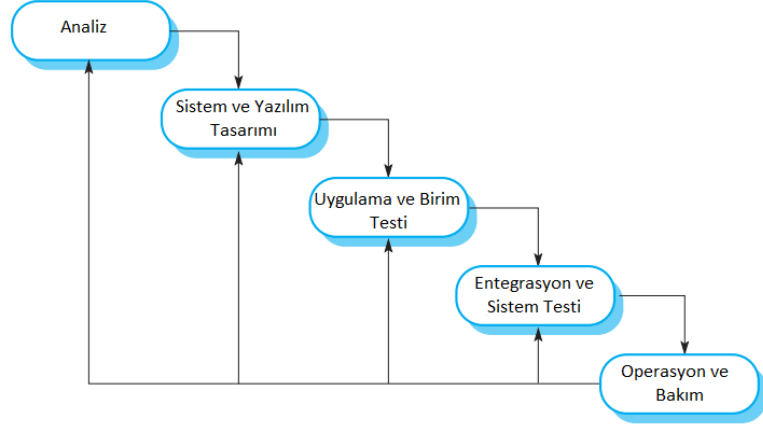 Analiz
Sistem ve Yazılım
Tasarımı
Uygulama ve Birim
Testi
Entegrasyon ve
Sistem Testi
Operasyon ve
Bakım